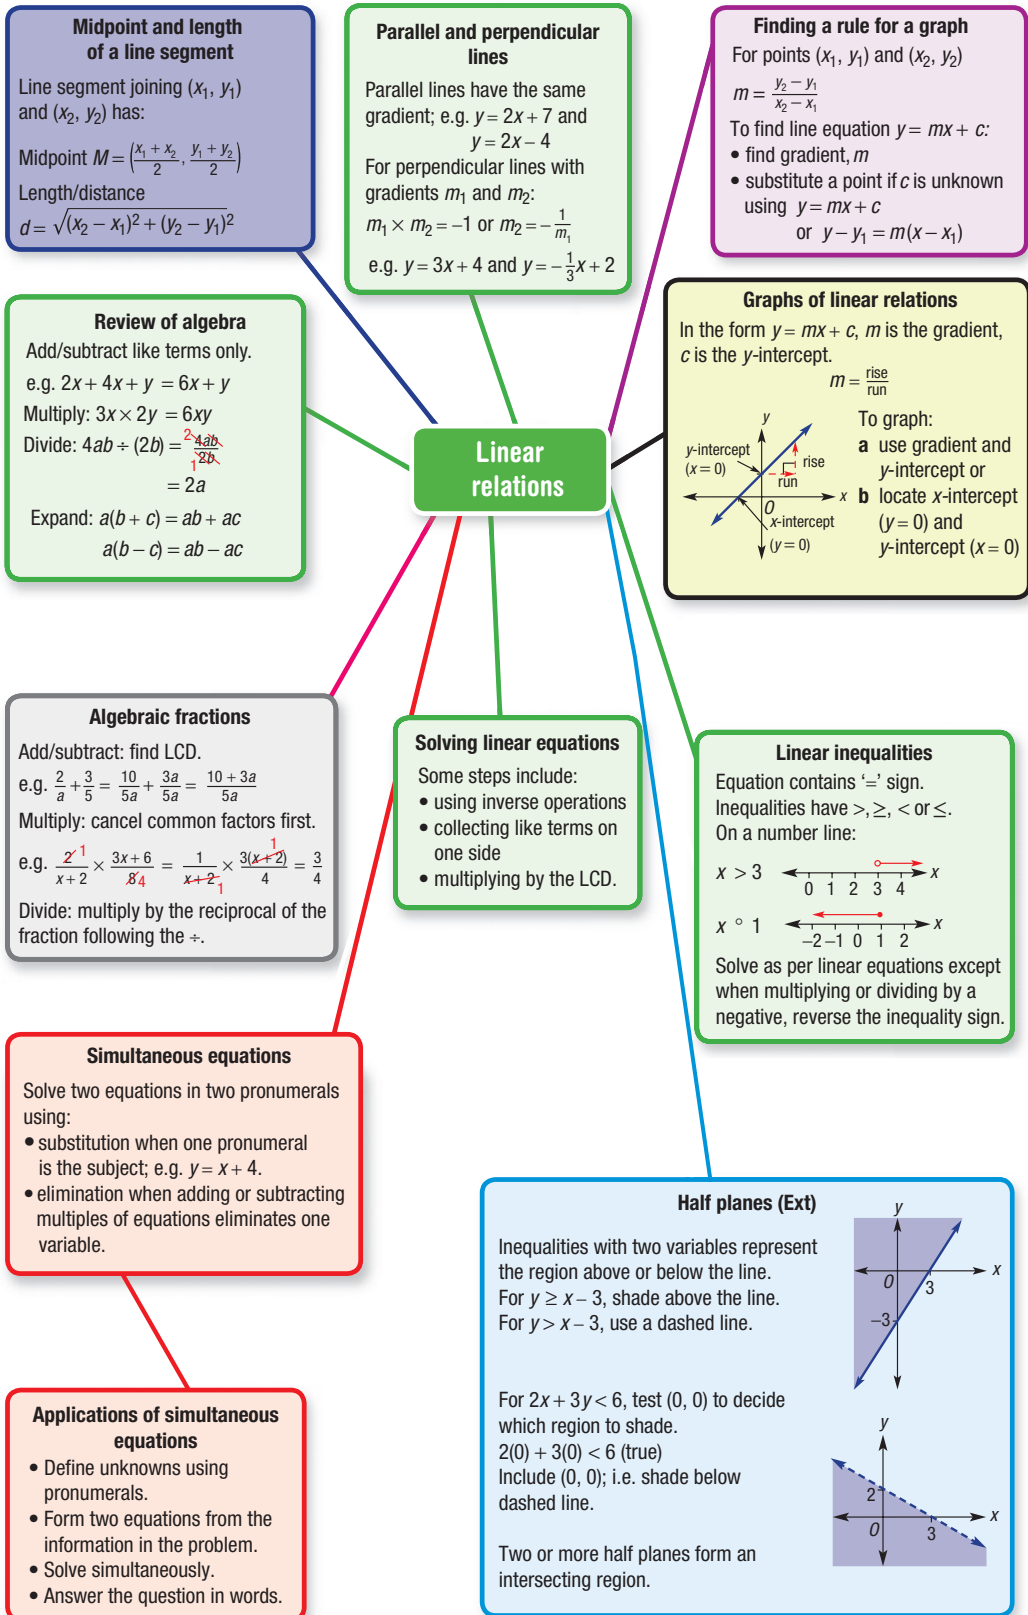 Midpoint and length
of a line segment
Line segment joining (x₁, y₁)
and (x₂, y₂) has:
Midpoint M = ((x₁ + x₂)/2, (y₁ + y₂)/2)
Length/distance
d = √((x₂ − x₁)² + (y₂ − y₁)²)
Parallel and perpendicular
lines
Parallel lines have the same
gradient; e.g. y = 2x + 7 and
y = 2x − 4
For perpendicular lines with
gradients m₁ and m₂:
m₁ × m₂ = −1 or m₂ = −1/m₁
e.g. y = 3x + 4 and y = −1/3x + 2
Finding a rule for a graph
For points (x₁, y₁) and (x₂, y₂)
m = (y₂ − y₁)/(x₂ − x₁)
To find line equation y = mx + c:
• find gradient, m
• substitute a point if c is unknown
using y = mx + c
or y − y₁ = m(x − x₁)
Review of algebra
Add/subtract like terms only.
e.g. 2x + 4x + y = 6x + y
Multiply: 3x × 2y = 6xy
Divide: 4ab ÷ (2b) = ²4ab/₁2b
= 2a
Expand: a(b + c) = ab + ac
a(b − c) = ab − ac
Linear
relations
Graphs of linear relations
In the form y = mx + c, m is the gradient,
c is the y-intercept.
m = rise/run
y
y-intercept
(x = 0)
rise
run
x
O
x-intercept
(y = 0)
To graph:
a use gradient and
y-intercept or
b locate x-intercept
(y = 0) and
y-intercept (x = 0)
Algebraic fractions
Add/subtract: find LCD.
e.g. 2/a + 3/5 = 10/5a + 3a/5a = (10 + 3a)/5a
Multiply: cancel common factors first.
e.g. 2 1/(x + 2) × (3x + 6)/8 4 = 1/(x + 2) 1 × 3(x + 2) 1/4 = 3/4
Divide: multiply by the reciprocal of the
fraction following the ÷.
Solving linear equations
Some steps include:
• using inverse operations
• collecting like terms on
one side
• multiplying by the LCD.
Linear inequalities
Equation contains ‘=’ sign.
Inequalities have >, ≥, < or ≤.
On a number line:
x > 3
0 1 2 3 4 x
x ° 1
−2 −1 0 1 2 x
Solve as per linear equations except
when multiplying or dividing by a
negative, reverse the inequality sign.
Simultaneous equations
Solve two equations in two pronumerals
using:
• substitution when one pronumeral
is the subject; e.g. y = x + 4.
• elimination when adding or subtracting
multiples of equations eliminates one
variable.
Applications of simultaneous
equations
• Define unknowns using
pronumerals.
• Form two equations from the
information in the problem.
• Solve simultaneously.
• Answer the question in words.
Half planes (Ext)
Inequalities with two variables represent
the region above or below the line.
For y ≥ x − 3, shade above the line.
For y > x − 3, use a dashed line.
y
x
O
3
−3
For 2x + 3y < 6, test (0, 0) to decide
which region to shade.
2(0) + 3(0) < 6 (true)
Include (0, 0); i.e. shade below
dashed line.
y
2
x
O
3
Two or more half planes form an
intersecting region.